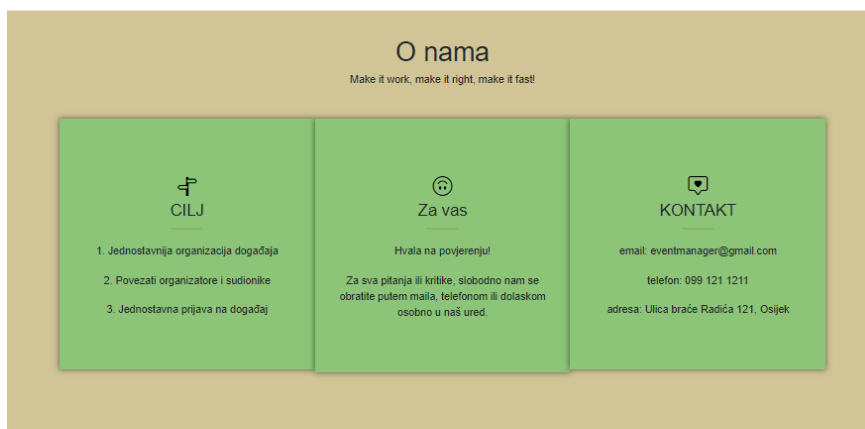 O nama
Make it work, make it right, make it fast!
CILJ
1. Jednostavnija organizacija događaja
2. Povezati organizatore i sudionike
3. Jednostavna prijava na događaj
Za vas
Hvala na povjerenju!
Za sva pitanja ili kritike, slobodno nam se
obratite putem maila, telefonom ili dolaskom
osobno u naš ured.
KONTAKT
email: eventmanager@gmail.com
telefon: 099 121 1211
adresa: Ulica braće Radića 121, Osijek